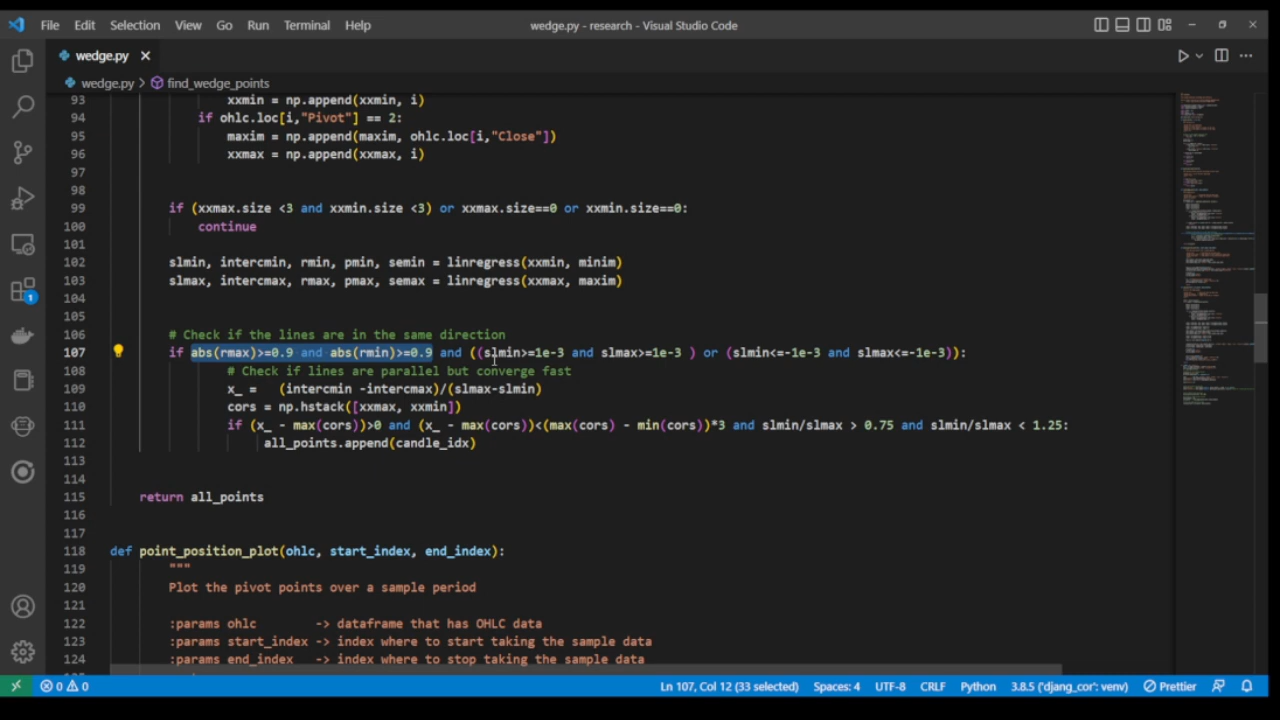 File Edit Selection View Go Run Terminal Help
wedge.py - research - Visual Studio Code
wedge.py
wedge.py > find_wedge_points
93 xxmin = np.append(xxmin, i)
94 if ohlc.loc[i,"Pivot"] == 2:
95 maxim = np.append(maxim, ohlc.loc[i,"Close"])
96 xxmax = np.append(xxmax, i)
97
98
99 if (xxmax.size <3 and xxmin.size <3) or xxmax.size==0 or xxmin.size==0:
100 continue
101
102 slmin, intercmin, rmin, pmin, semin = linregress(xxmin, minim)
103 slmax, intercmax, rmax, pmax, semax = linregress(xxmax, maxim)
104
105
106 # Check if the lines are in the same direction
107 if abs(rmax)>=0.9 and abs(rmin)>=0.9 and ((slmin>=1e-3 and slmax>=1e-3 ) or (slmin<=-1e-3 and slmax<=-1e-3)):
108 # Check if lines are parallel but converge fast
109 x_ = (intercmin -intercmax)/(slmax-slmin)
110 cors = np.hstack([xxmax, xxmin])
111 if (x_ - max(cors))>0 and (x_ - max(cors))<(max(cors) - min(cors))*3 and slmin/slmax > 0.75 and slmin/slmax < 1.25:
112 all_points.append(candle_idx)
113
114
115 return all_points
116
117
118 def point_position_plot(ohlc, start_index, end_index):
119 """
120 Plot the pivot points over a sample period
121
122 :params ohlc -> dataframe that has OHLC data
123 :params start_index -> index where to start taking the sample data
124 :params end_index -> index where to stop taking the sample data
1
0 0 Ln 107, Col 12 (33 selected) Spaces: 4 UTF-8 CRLF Python 3.8.5 ('djang_cor': venv) Prettier